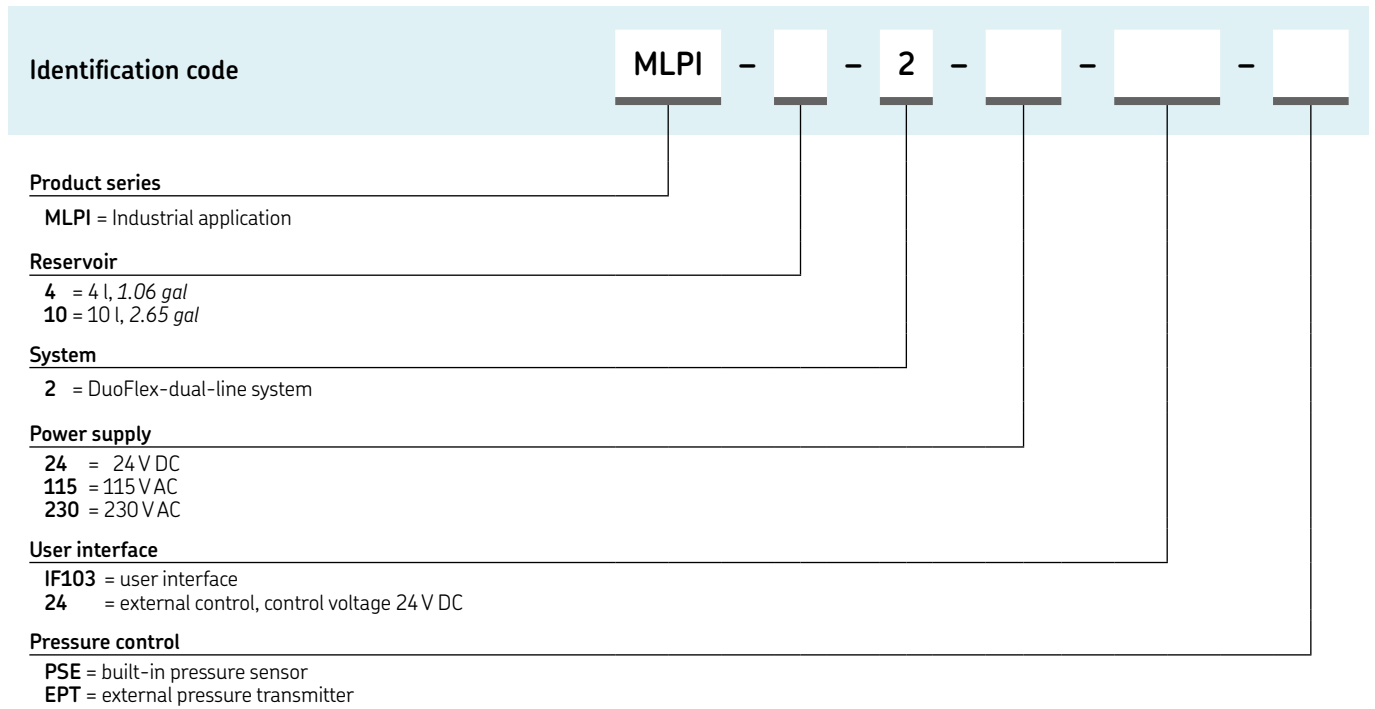 Identification code
MLPI – – 2 – – –
Product series
MLPI = Industrial application
Reservoir
4 = 4 l, 1.06 gal
10 = 10 l, 2.65 gal
System
2 = DuoFlex-dual-line system
Power supply
24 = 24 V DC
115 = 115 V AC
230 = 230 V AC
User interface
IF103 = user interface
24 = external control, control voltage 24 V DC
Pressure control
PSE = built-in pressure sensor
EPT = external pressure transmitter